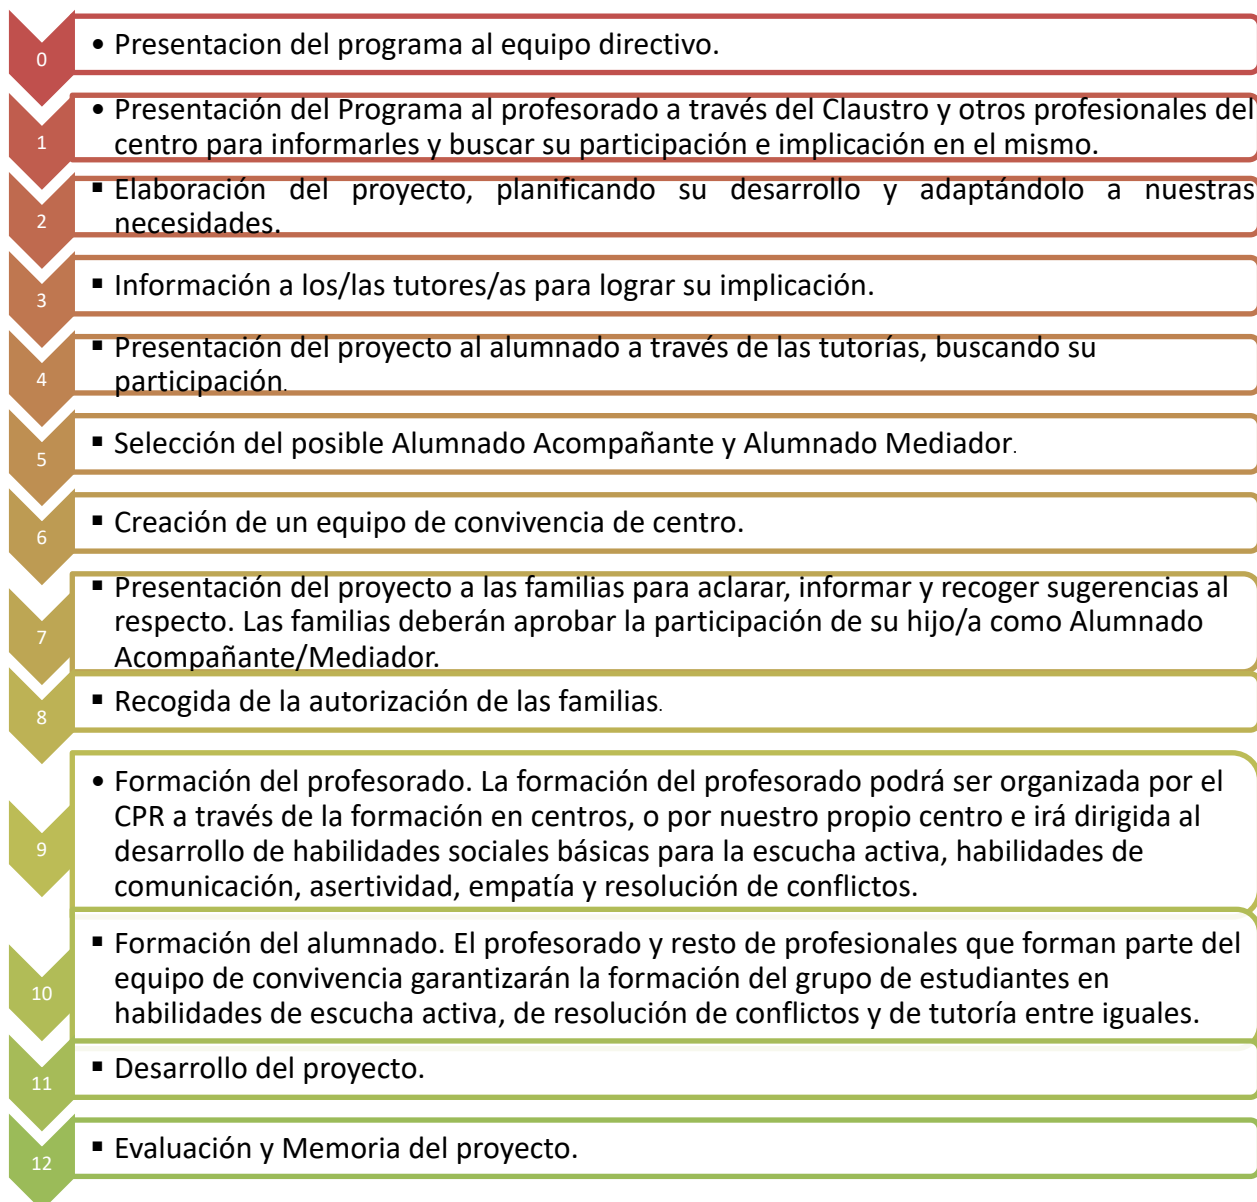 0
• Presentacion del programa al equipo directivo.
1
• Presentación del Programa al profesorado a través del Claustro y otros profesionales del
centro para informarles y buscar su participación e implicación en el mismo.
2
▪ Elaboración del proyecto, planificando su desarrollo y adaptándolo a nuestras
necesidades.
3
▪ Información a los/las tutores/as para lograr su implicación.
4
▪ Presentación del proyecto al alumnado a través de las tutorías, buscando su
participación.
5
▪ Selección del posible Alumnado Acompañante y Alumnado Mediador.
6
▪ Creación de un equipo de convivencia de centro.
7
▪ Presentación del proyecto a las familias para aclarar, informar y recoger sugerencias al
respecto. Las familias deberán aprobar la participación de su hijo/a como Alumnado
Acompañante/Mediador.
8
▪ Recogida de la autorización de las familias.
9
• Formación del profesorado. La formación del profesorado podrá ser organizada por el
CPR a través de la formación en centros, o por nuestro propio centro e irá dirigida al
desarrollo de habilidades sociales básicas para la escucha activa, habilidades de
comunicación, asertividad, empatía y resolución de conflictos.
10
▪ Formación del alumnado. El profesorado y resto de profesionales que forman parte del
equipo de convivencia garantizarán la formación del grupo de estudiantes en
habilidades de escucha activa, de resolución de conflictos y de tutoría entre iguales.
11
▪ Desarrollo del proyecto.
12
▪ Evaluación y Memoria del proyecto.